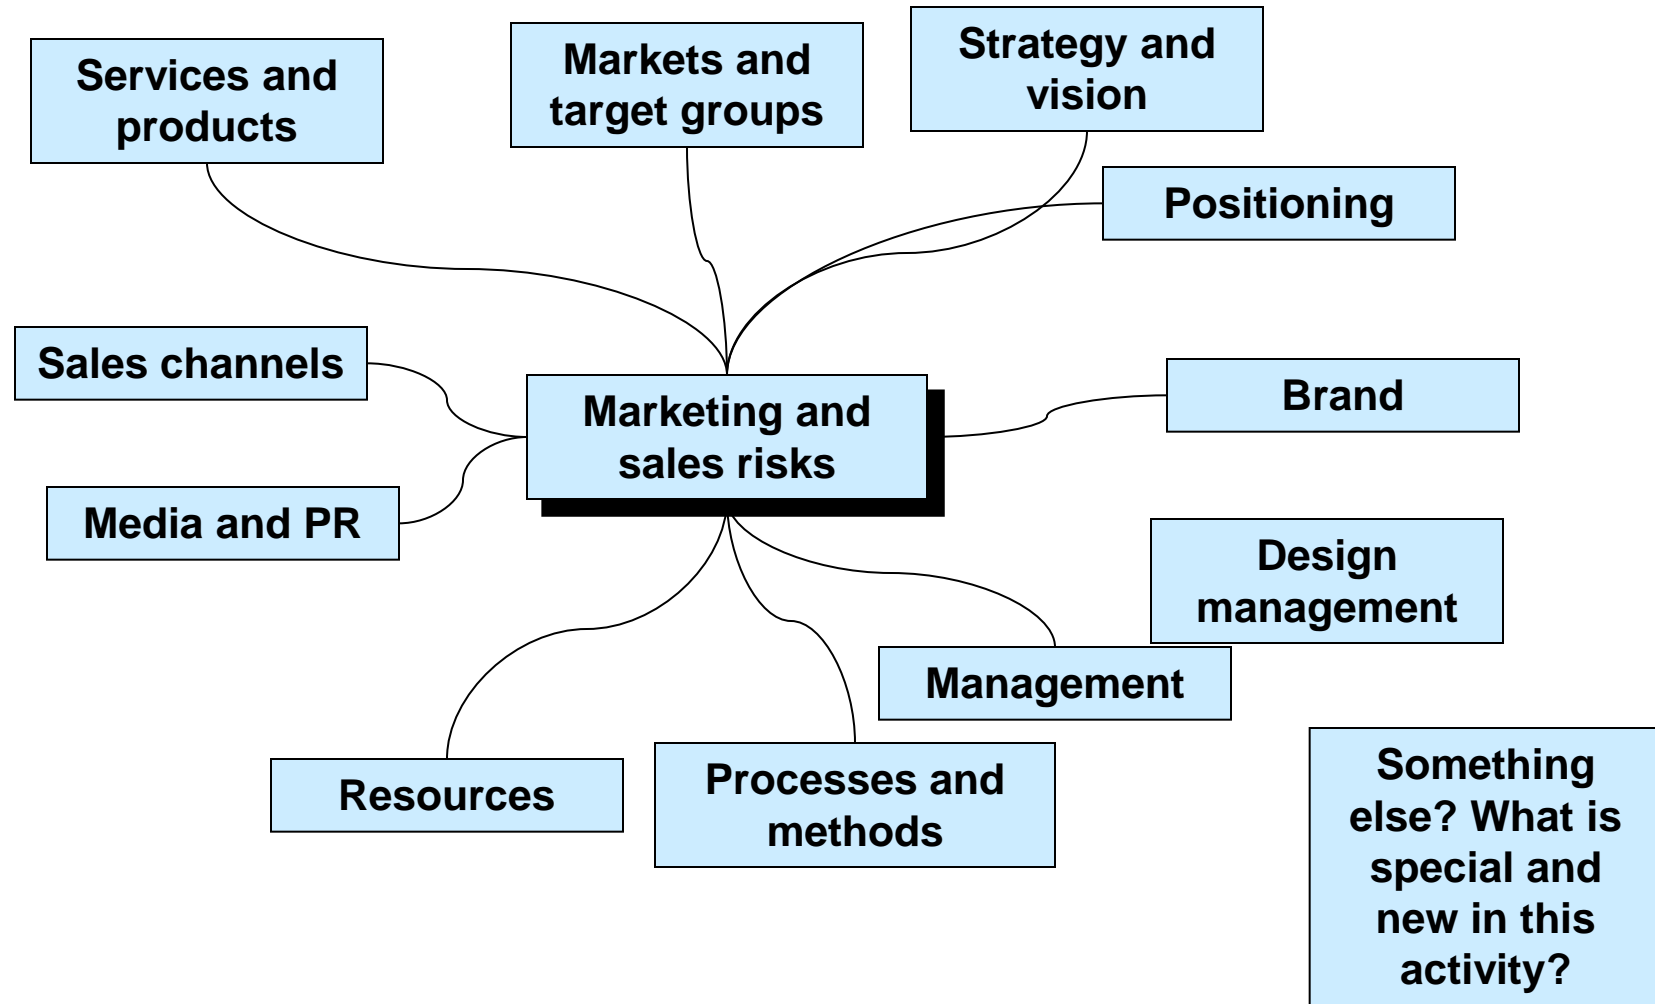 Services and
products
Markets and
target groups
Strategy and
vision
Positioning
Sales channels
Marketing and
sales risks
Brand
Media and PR
Design
management
Management
Resources
Processes and
methods
Something
else? What is
special and
new in this
activity?